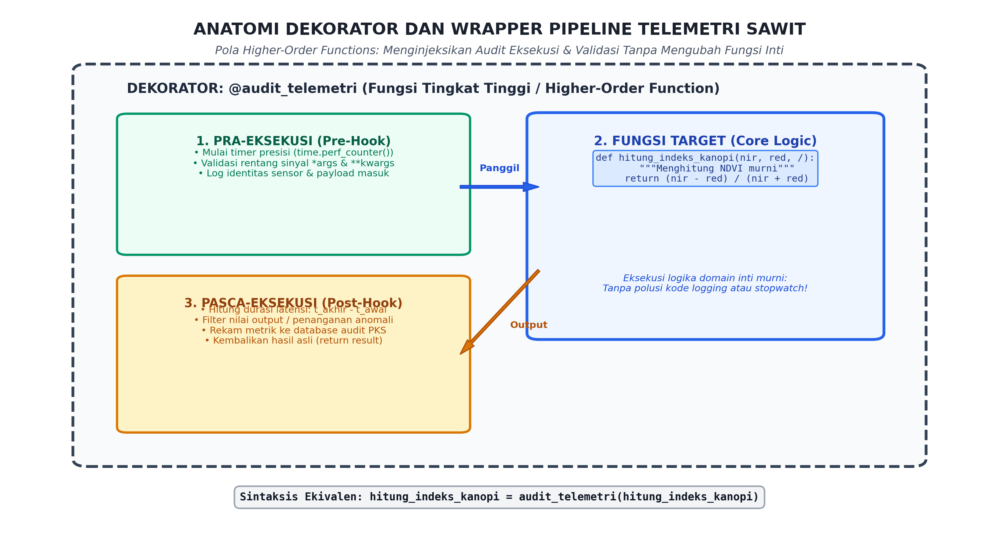 ANATOMI DEKORATOR DAN WRAPPER PIPELINE TELEMETRI SAWIT
Pola Higher-Order Functions: Menginjeksikan Audit Eksekusi & Validasi Tanpa Mengubah Fungsi Inti
DEKORATOR: @audit_telemetri (Fungsi Tingkat Tinggi / Higher-Order Function)
1. PRA-EKSEKUSI (Pre-Hook)
• Mulai timer presisi (time.perf_counter())
• Validasi rentang sinyal *args & **kwargs
• Log identitas sensor & payload masuk
Panggil
2. FUNGSI TARGET (Core Logic)
def hitung_indeks_kanopi(nir, red, /):
"""Menghitung NDVI murni"""
return (nir - red) / (nir + red)
Eksekusi logika domain inti murni:
Tanpa polusi kode logging atau stopwatch!
Output
3. PASCA-EKSEKUSI (Post-Hook)
• Hitung durasi latensi: t_akhir - t_awal
• Filter nilai output / penanganan anomali
• Rekam metrik ke database audit PKS
• Kembalikan hasil asli (return result)
Sintaksis Ekivalen: hitung_indeks_kanopi = audit_telemetri(hitung_indeks_kanopi)